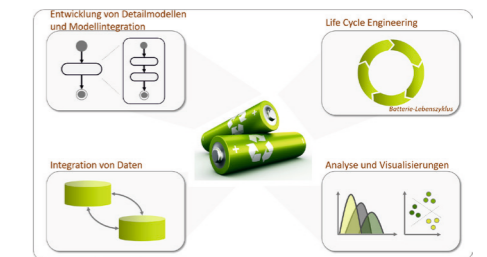 Entwicklung von Detailmodellen
und Modellintegration
Life Cycle Engineering
Batterie-Lebenszyklus
Integration von Daten
Analyse und Visualisierungen